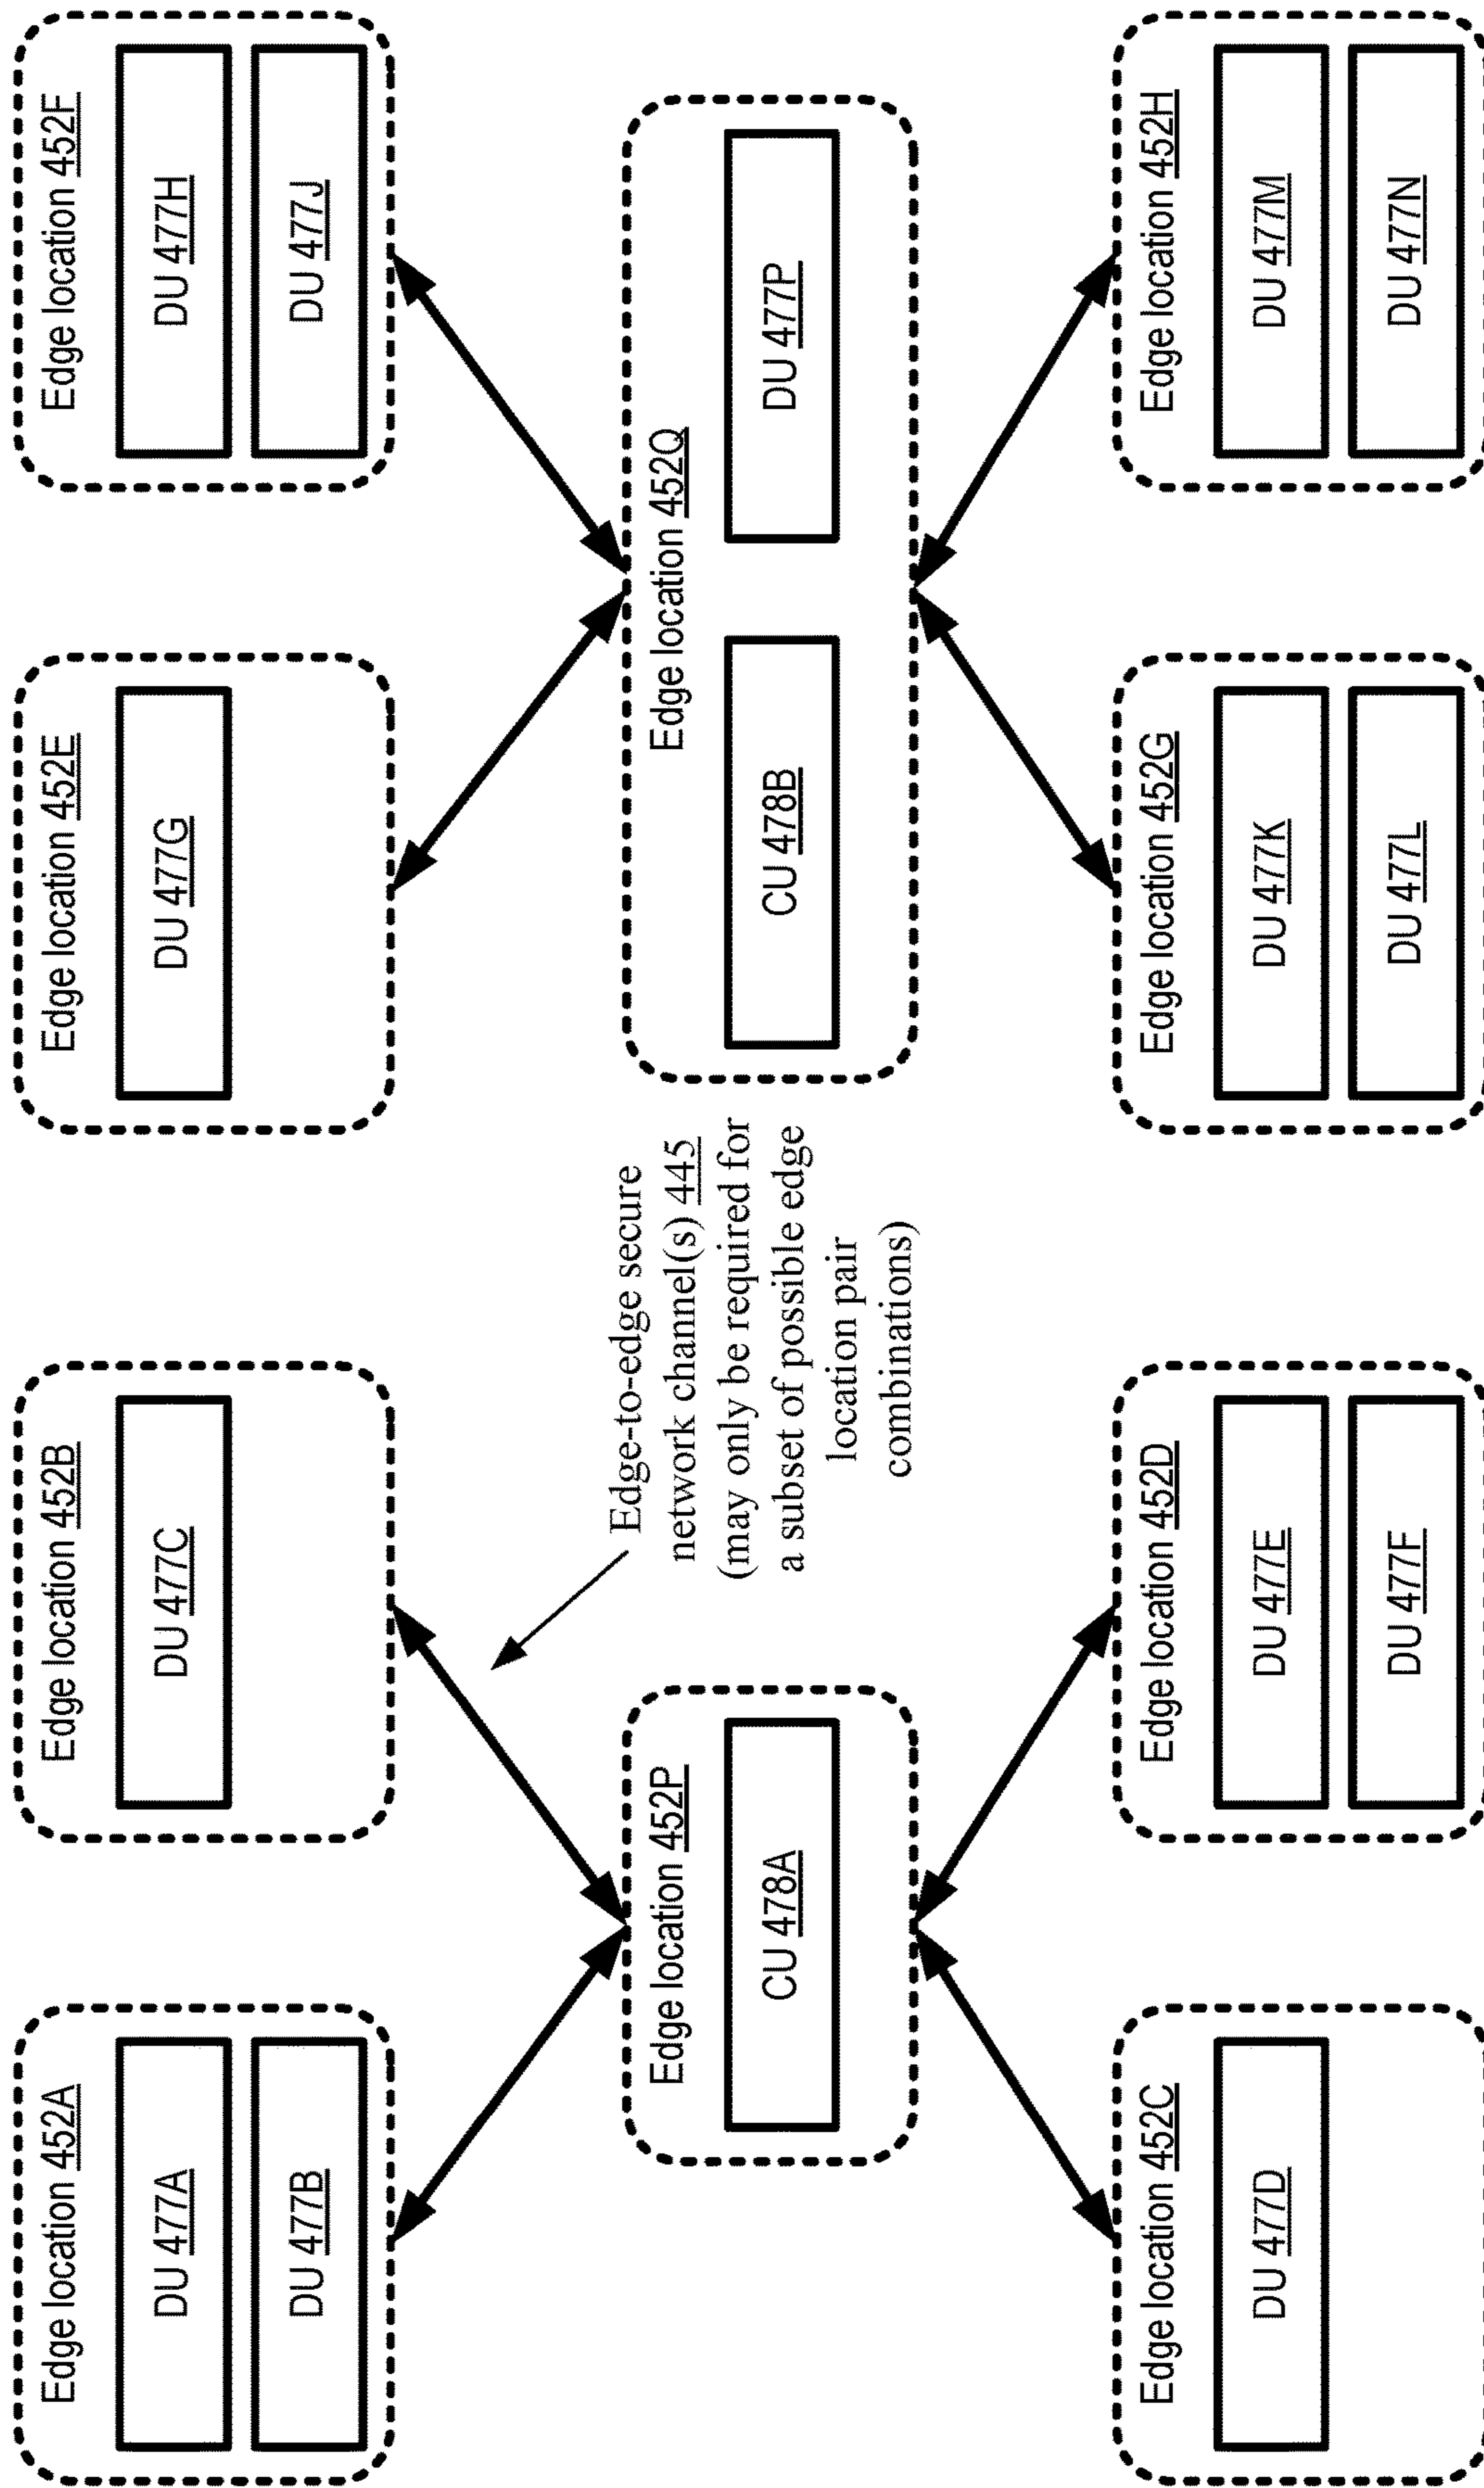 Edge location 452A
DU 477A
DU 477B
Edge location 452B
DU 477C
Edge location 452E
DU 477G
Edge location 452F
DU 477H
DU 477J
Edge location 452P
CU 478A
Edge-to-edge secure
network channel(s) 445
(may only be required for
a subset of possible edge
location pair
combinations)
Edge location 452Q
CU 478B
DU 477P
Edge location 452C
DU 477D
Edge location 452D
DU 477E
DU 477F
Edge location 452G
DU 477K
DU 477L
Edge location 452H
DU 477M
DU 477N